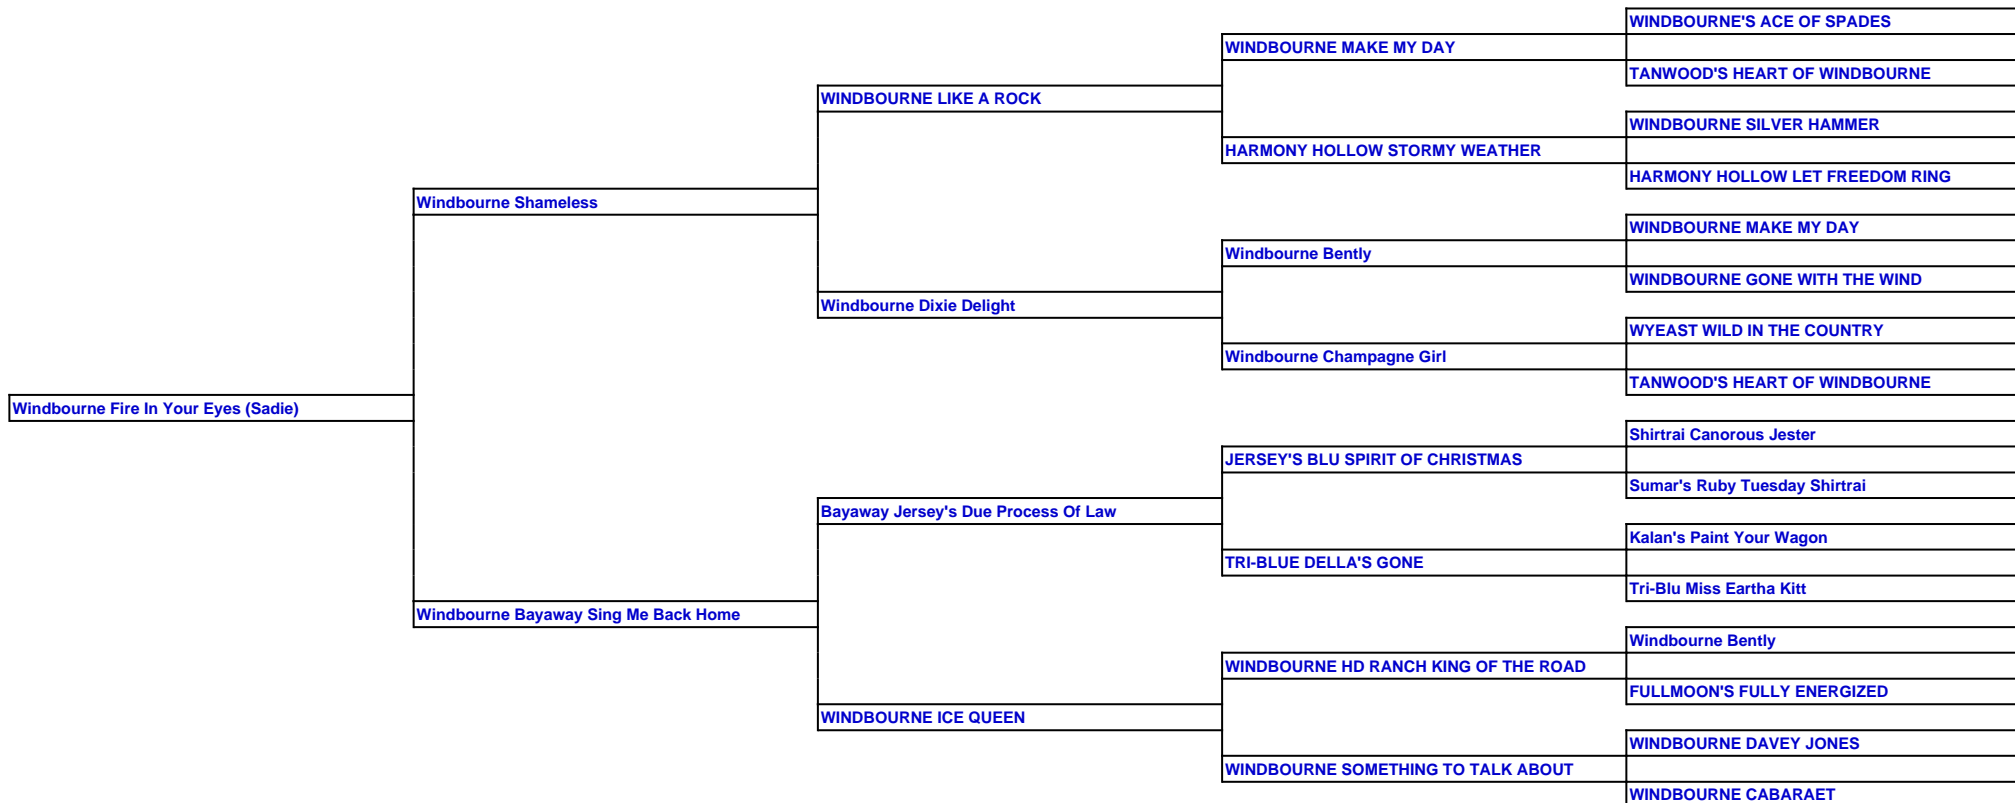 WINDBOURNE'S ACE OF SPADES
WINDBOURNE MAKE MY DAY
TANWOOD'S HEART OF WINDBOURNE
WINDBOURNE LIKE A ROCK
WINDBOURNE SILVER HAMMER
HARMONY HOLLOW STORMY WEATHER
HARMONY HOLLOW LET FREEDOM RING
Windbourne Shameless
WINDBOURNE MAKE MY DAY
Windbourne Bently
WINDBOURNE GONE WITH THE WIND
Windbourne Dixie Delight
WYEAST WILD IN THE COUNTRY
Windbourne Champagne Girl
TANWOOD'S HEART OF WINDBOURNE
Windbourne Fire In Your Eyes (Sadie)
Shirtrai Canorous Jester
JERSEY'S BLU SPIRIT OF CHRISTMAS
Sumar's Ruby Tuesday Shirtrai
Bayaway Jersey's Due Process Of Law
Kalan's Paint Your Wagon
TRI-BLUE DELLA'S GONE
Tri-Blu Miss Eartha Kitt
Windbourne Bayaway Sing Me Back Home
Windbourne Bently
WINDBOURNE HD RANCH KING OF THE ROAD
FULLMOON'S FULLY ENERGIZED
WINDBOURNE ICE QUEEN
WINDBOURNE DAVEY JONES
WINDBOURNE SOMETHING TO TALK ABOUT
WINDBOURNE CABARAET